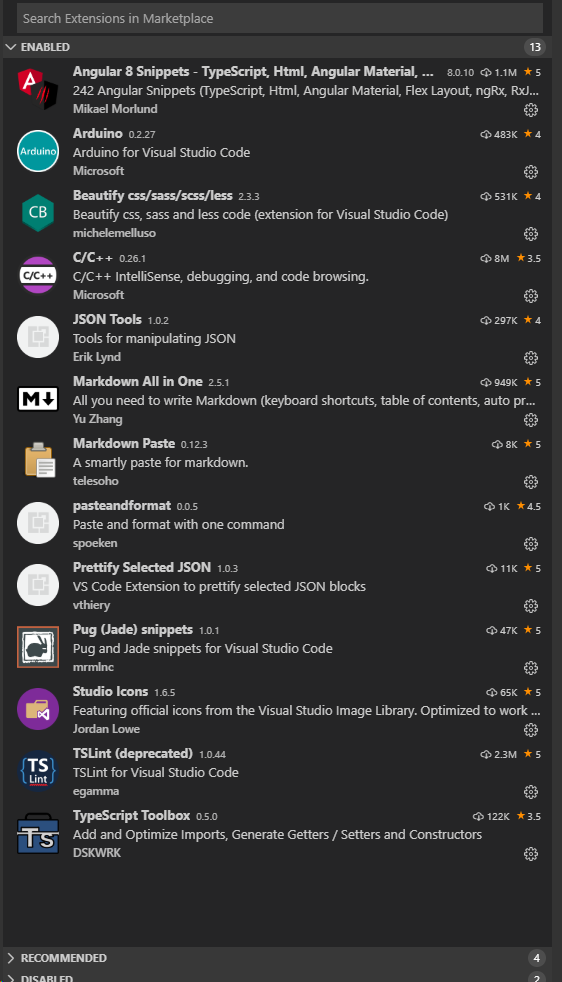 Search Extensions in Marketplace
ENABLED 13
Angular 8 Snippets - TypeScript, Html, Angular Material, ... 8.0.10 1.1M ★ 5
242 Angular Snippets (TypeScript, Html, Angular Material, Flex Layout, ngRx, RxJ...
Mikael Morlund
Arduino
Arduino 0.2.27 483K ★ 4
Arduino for Visual Studio Code
Microsoft
CB
Beautify css/sass/scss/less 2.3.3 531K ★ 4
Beautify css, sass and less code (extension for Visual Studio Code)
michelemelluso
C/C++
C/C++ 0.26.1 8M ★ 3.5
C/C++ IntelliSense, debugging, and code browsing.
Microsoft
JSON Tools 1.0.2 297K ★ 4
Tools for manipulating JSON
Erik Lynd
M
Markdown All in One 2.5.1 949K ★ 5
All you need to write Markdown (keyboard shortcuts, table of contents, auto pr...
Yu Zhang
Markdown Paste 0.12.3 8K ★ 5
A smartly paste for markdown.
telesoho
pasteandformat 0.0.5 1K ★ 4.5
Paste and format with one command
spoeken
Prettify Selected JSON 1.0.3 11K ★ 5
VS Code Extension to prettify selected JSON blocks
vthiery
Pug (Jade) snippets 1.0.1 47K ★ 5
Pug and Jade snippets for Visual Studio Code
mrmlnc
Studio Icons 1.6.5 65K ★ 5
Featuring official icons from the Visual Studio Image Library. Optimized to work ...
Jordan Lowe
{TS}
Lint
TSLint (deprecated) 1.0.44 2.3M ★ 5
TSLint for Visual Studio Code
egamma
Ts
TypeScript Toolbox 0.5.0 122K ★ 3.5
Add and Optimize Imports, Generate Getters / Setters and Constructors
DSKWRK
RECOMMENDED 4
DISABLED 2